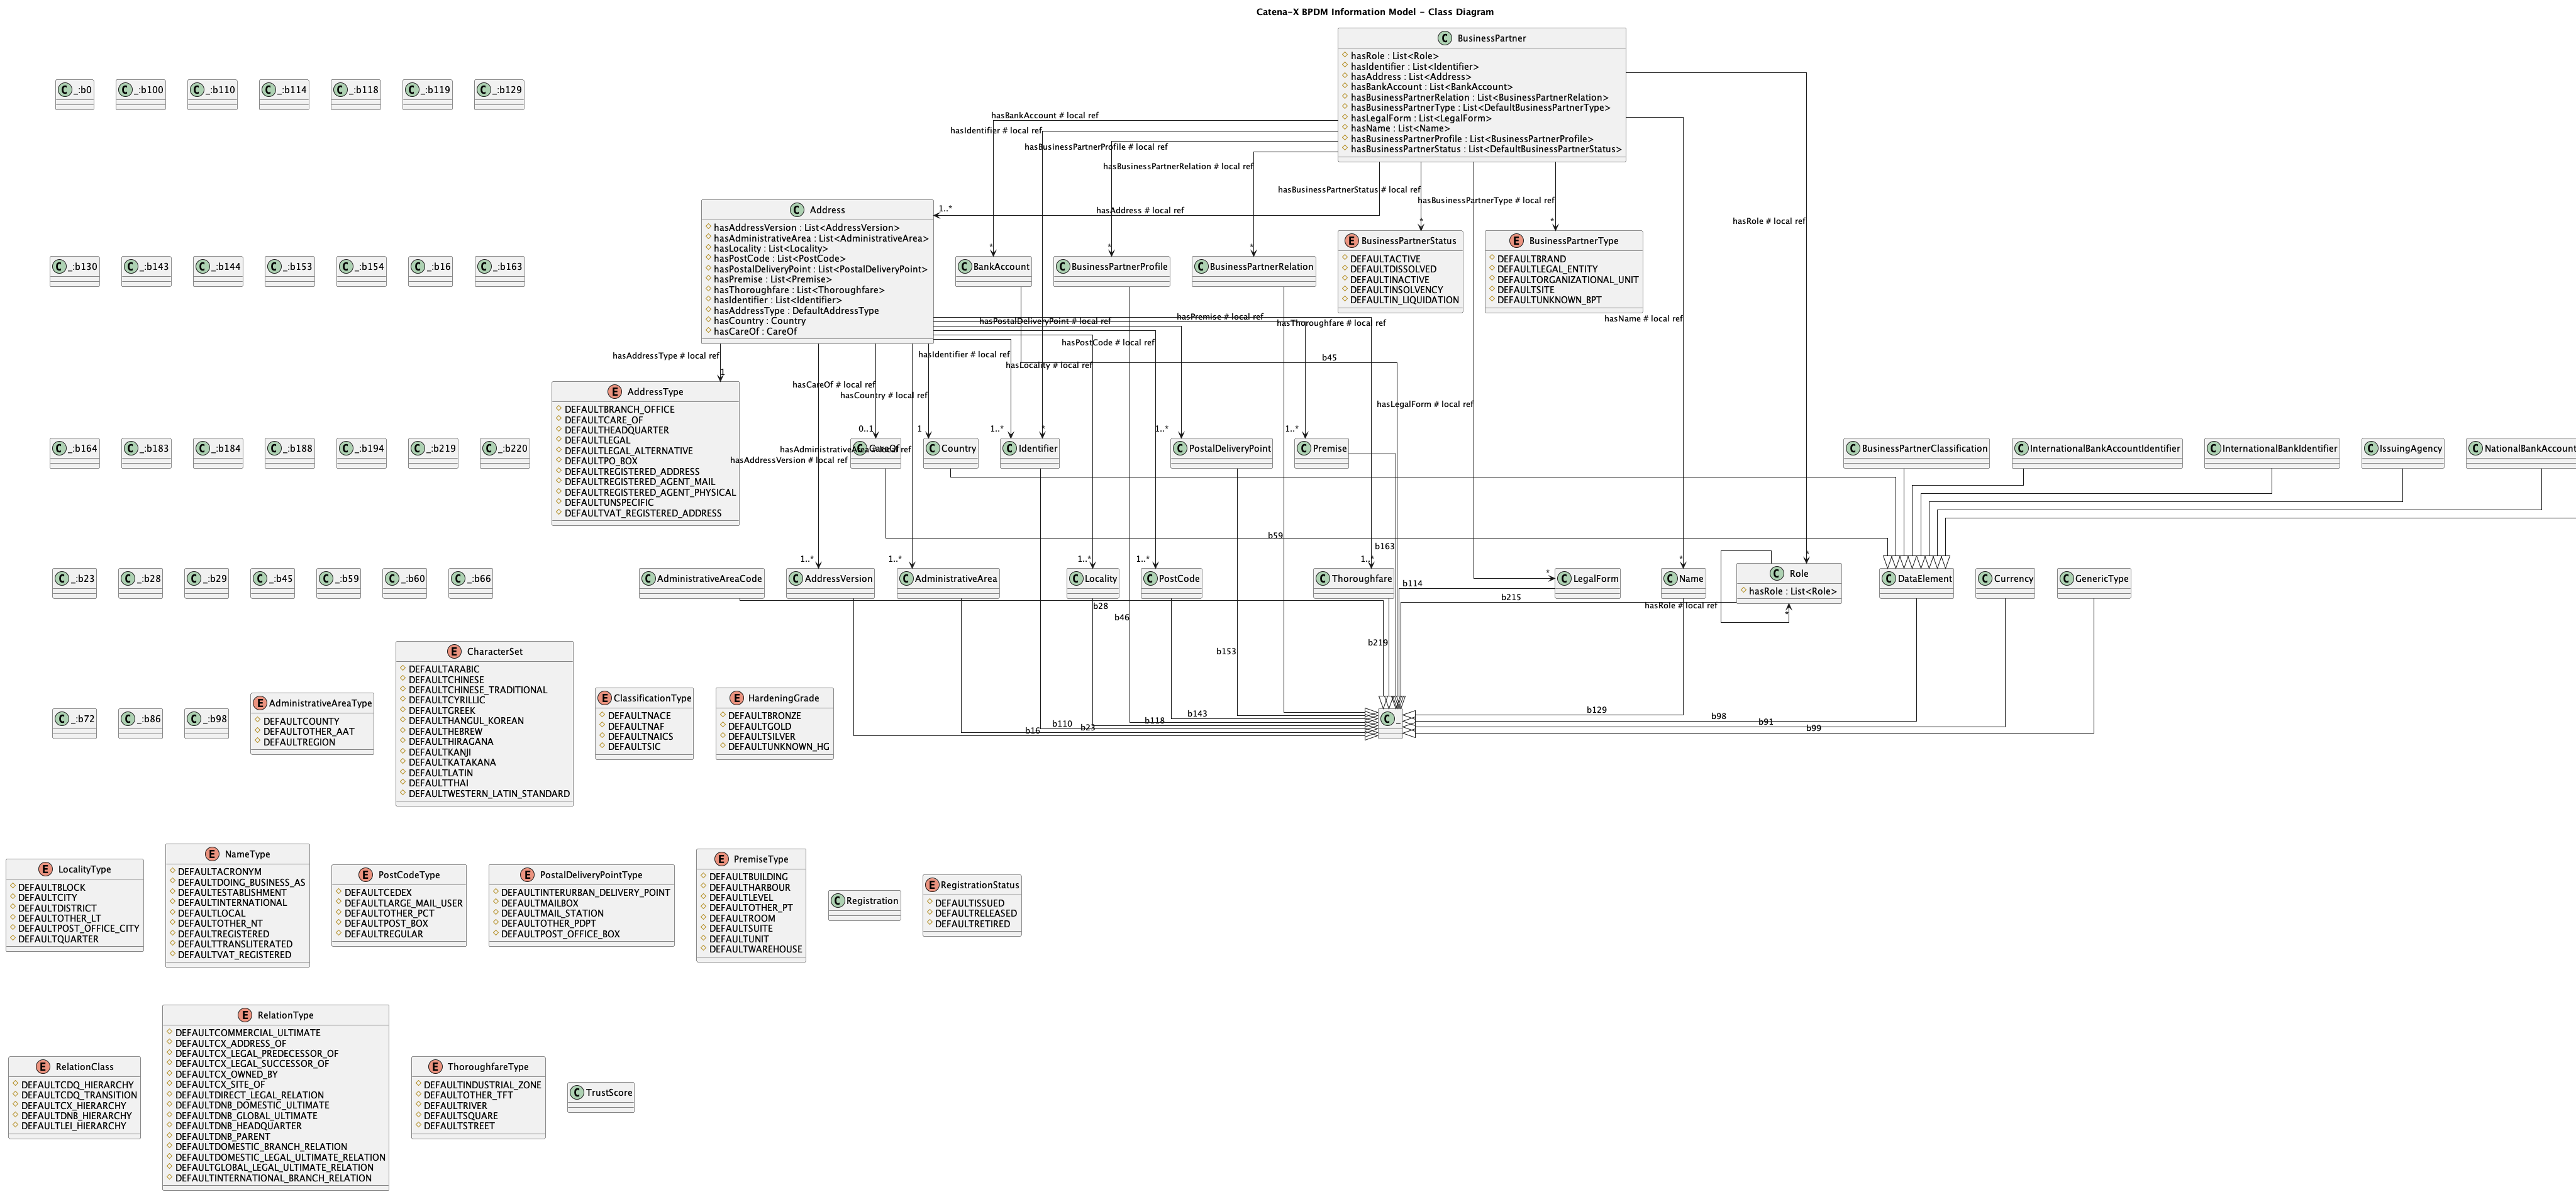 Catena-X BPDM Information Model - Class Diagram
BusinessPartner
hasRole : List<Role>
hasIdentifier : List<Identifier>
hasAddress : List<Address>
hasBankAccount : List<BankAccount>
hasBusinessPartnerRelation : List<BusinessPartnerRelation>
hasBusinessPartnerType : List<DefaultBusinessPartnerType>
hasLegalForm : List<LegalForm>
hasName : List<Name>
hasBusinessPartnerProfile : List<BusinessPartnerProfile>
hasBusinessPartnerStatus : List<DefaultBusinessPartnerStatus>
_:b0
_:b100
_:b110
_:b114
_:b118
_:b119
_:b129
hasBankAccount # local ref
hasIdentifier # local ref
hasBusinessPartnerProfile # local ref
hasBusinessPartnerRelation # local ref
hasBusinessPartnerStatus # local ref
hasBusinessPartnerType # local ref
hasAddress # local ref
1..*
hasRole # local ref
Address
hasAddressVersion : List<AddressVersion>
hasAdministrativeArea : List<AdministrativeArea>
hasLocality : List<Locality>
hasPostCode : List<PostCode>
hasPostalDeliveryPoint : List<PostalDeliveryPoint>
hasPremise : List<Premise>
hasThoroughfare : List<Thoroughfare>
hasIdentifier : List<Identifier>
hasAddressType : DefaultAddressType
hasCountry : Country
hasCareOf : CareOf
*
*
*
*
*
BankAccount
BusinessPartnerProfile
BusinessPartnerRelation
BusinessPartnerStatus
DEFAULTACTIVE
DEFAULTDISSOLVED
DEFAULTINACTIVE
DEFAULTINSOLVENCY
DEFAULTIN_LIQUIDATION
BusinessPartnerType
DEFAULTBRAND
DEFAULTLEGAL_ENTITY
DEFAULTORGANIZATIONAL_UNIT
DEFAULTSITE
DEFAULTUNKNOWN_BPT
_:b130
_:b143
_:b144
_:b153
_:b154
_:b16
_:b163
hasPostalDeliveryPoint # local ref
hasPremise # local ref
hasThoroughfare # local ref
hasName # local ref
hasPostCode # local ref
hasAddressType # local ref
hasIdentifier # local ref
hasLocality # local ref
b45
1
hasCareOf # local ref
hasCountry # local ref
hasLegalForm # local ref
AddressType
DEFAULTBRANCH_OFFICE
DEFAULTCARE_OF
DEFAULTHEADQUARTER
DEFAULTLEGAL
DEFAULTLEGAL_ALTERNATIVE
DEFAULTPO_BOX
DEFAULTREGISTERED_ADDRESS
DEFAULTREGISTERED_AGENT_MAIL
DEFAULTREGISTERED_AGENT_PHYSICAL
DEFAULTUNSPECIFIC
DEFAULTVAT_REGISTERED_ADDRESS
_:b164
_:b183
_:b184
_:b188
_:b194
_:b219
_:b220
0..1
1
1..*
*
1..*
1..*
CareOf
Country
Identifier
PostalDeliveryPoint
Premise
hasAdministrativeArea # local ref
hasAddressVersion # local ref
BusinessPartnerClassification
InternationalBankAccountIdentifier
InternationalBankIdentifier
IssuingAgency
NationalBankAccount
b59
b163
1..*
1..*
1..*
1..*
1..*
*
*
*
_:b23
_:b28
_:b29
_:b45
_:b59
_:b60
_:b66
AdministrativeAreaCode
AddressVersion
AdministrativeArea
Locality
PostCode
Thoroughfare
LegalForm
Name
Role
hasRole : List<Role>
DataElement
Currency
GenericType
b114
b215
b28
b46
hasRole # local ref
*
b219
b153
_:b72
_:b86
_:b98
AdministrativeAreaType
DEFAULTCOUNTY
DEFAULTOTHER_AAT
DEFAULTREGION
CharacterSet
DEFAULTARABIC
DEFAULTCHINESE
DEFAULTCHINESE_TRADITIONAL
DEFAULTCYRILLIC
DEFAULTGREEK
DEFAULTHANGUL_KOREAN
DEFAULTHEBREW
DEFAULTHIRAGANA
DEFAULTKANJI
DEFAULTKATAKANA
DEFAULTLATIN
DEFAULTTHAI
DEFAULTWESTERN_LATIN_STANDARD
ClassificationType
DEFAULTNACE
DEFAULTNAF
DEFAULTNAICS
DEFAULTSIC
HardeningGrade
DEFAULTBRONZE
DEFAULTGOLD
DEFAULTSILVER
DEFAULTUNKNOWN_HG
b16
b110
b23
b118
b143
_
b129
b98
b91
b99
LocalityType
DEFAULTBLOCK
DEFAULTCITY
DEFAULTDISTRICT
DEFAULTOTHER_LT
DEFAULTPOST_OFFICE_CITY
DEFAULTQUARTER
NameType
DEFAULTACRONYM
DEFAULTDOING_BUSINESS_AS
DEFAULTESTABLISHMENT
DEFAULTINTERNATIONAL
DEFAULTLOCAL
DEFAULTOTHER_NT
DEFAULTREGISTERED
DEFAULTTRANSLITERATED
DEFAULTVAT_REGISTERED
PostCodeType
DEFAULTCEDEX
DEFAULTLARGE_MAIL_USER
DEFAULTOTHER_PCT
DEFAULTPOST_BOX
DEFAULTREGULAR
PostalDeliveryPointType
DEFAULTINTERURBAN_DELIVERY_POINT
DEFAULTMAILBOX
DEFAULTMAIL_STATION
DEFAULTOTHER_PDPT
DEFAULTPOST_OFFICE_BOX
PremiseType
DEFAULTBUILDING
DEFAULTHARBOUR
DEFAULTLEVEL
DEFAULTOTHER_PT
DEFAULTROOM
DEFAULTSUITE
DEFAULTUNIT
DEFAULTWAREHOUSE
Registration
RegistrationStatus
DEFAULTISSUED
DEFAULTRELEASED
DEFAULTRETIRED
RelationClass
DEFAULTCDQ_HIERARCHY
DEFAULTCDQ_TRANSITION
DEFAULTCX_HIERARCHY
DEFAULTDNB_HIERARCHY
DEFAULTLEI_HIERARCHY
RelationType
DEFAULTCOMMERCIAL_ULTIMATE
DEFAULTCX_ADDRESS_OF
DEFAULTCX_LEGAL_PREDECESSOR_OF
DEFAULTCX_LEGAL_SUCCESSOR_OF
DEFAULTCX_OWNED_BY
DEFAULTCX_SITE_OF
DEFAULTDIRECT_LEGAL_RELATION
DEFAULTDNB_DOMESTIC_ULTIMATE
DEFAULTDNB_GLOBAL_ULTIMATE
DEFAULTDNB_HEADQUARTER
DEFAULTDNB_PARENT
DEFAULTDOMESTIC_BRANCH_RELATION
DEFAULTDOMESTIC_LEGAL_ULTIMATE_RELATION
DEFAULTGLOBAL_LEGAL_ULTIMATE_RELATION
DEFAULTINTERNATIONAL_BRANCH_RELATION
ThoroughfareType
DEFAULTINDUSTRIAL_ZONE
DEFAULTOTHER_TFT
DEFAULTRIVER
DEFAULTSQUARE
DEFAULTSTREET
TrustScore